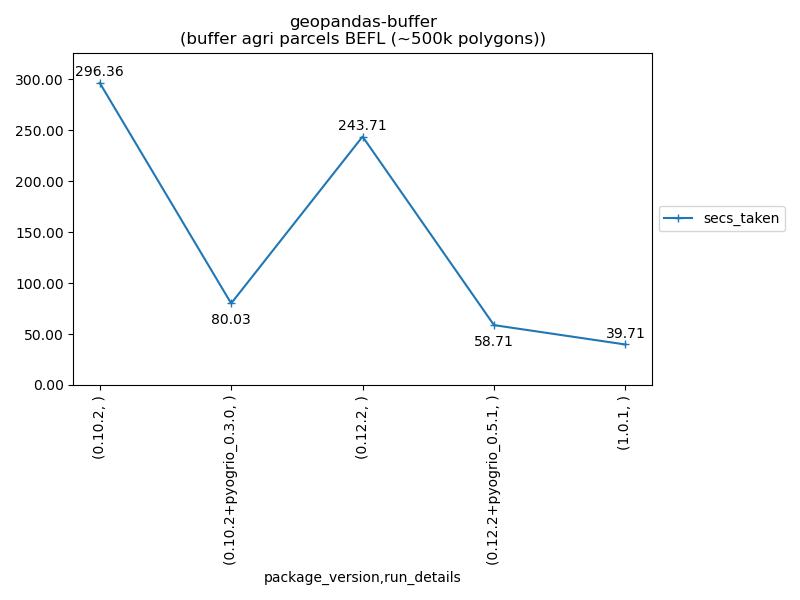 geopandas-buffer
(buffer agri parcels BEFL (~500k polygons))
300.00
250.00
200.00
150.00
100.00
50.00
0.00
296.36
80.03
243.71
58.71
39.71
secs_taken
(0.10.2, )
(0.10.2+pyogrio_0.3.0, )
(0.12.2, )
(0.12.2+pyogrio_0.5.1, )
(1.0.1, )
package_version,run_details